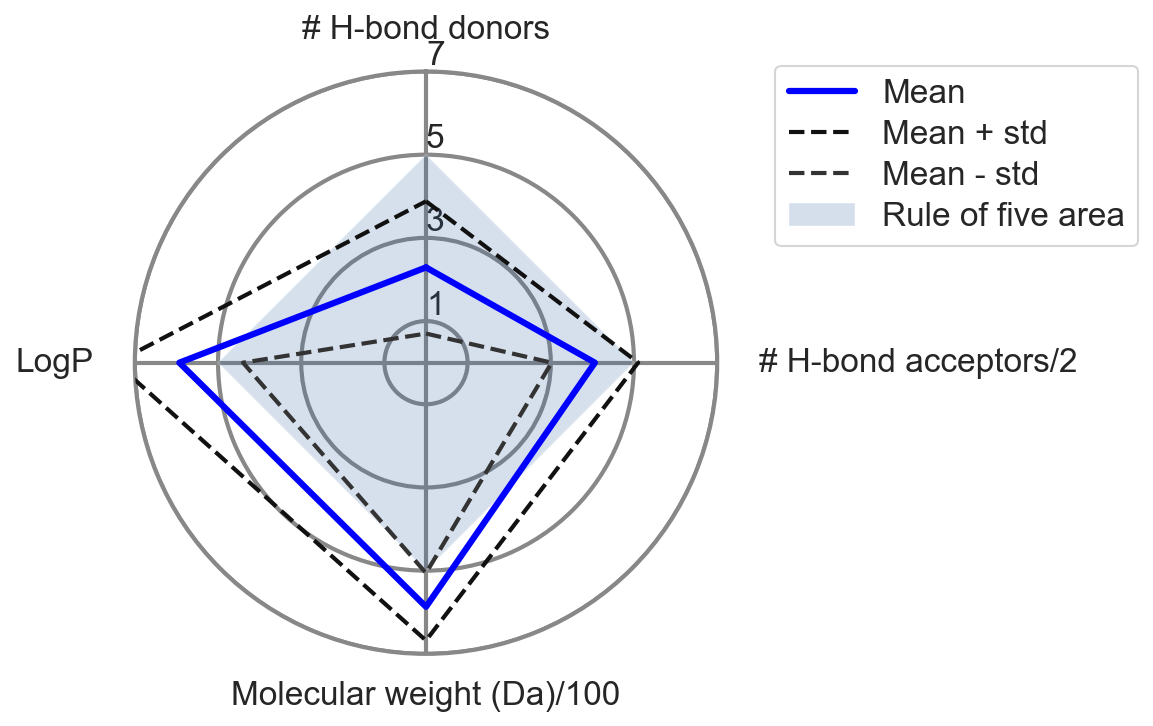 # H-bond donors
7
5
3
1
LogP
# H-bond acceptors/2
Molecular weight (Da)/100
Mean
Mean + std
Mean - std
Rule of five area